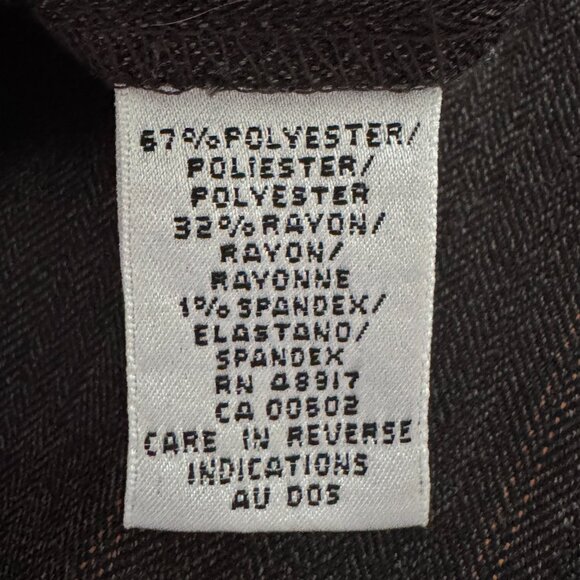 67% POLYESTER/
POLIESTER/
POLYESTER
32% RAYON/
RAYON/
RAYONNE
1% SPANDEX/
ELASTANO/
SPANDEX
RN 48917
CA 00602
CARE IN REVERSE
INDICATIONS
AU DOS